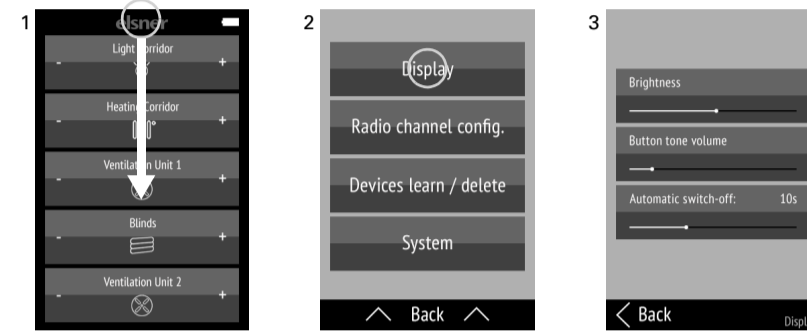 1
elsner
Light Corridor
- +
Heating Corridor
- +
Ventilation Unit 1
- +
Blinds
- +
Ventilation Unit 2
- +
2
Display
Radio channel config.
Devices learn / delete
System
Back
3
Brightness
Button tone volume
Automatic switch-off: 10s
Back
Displ